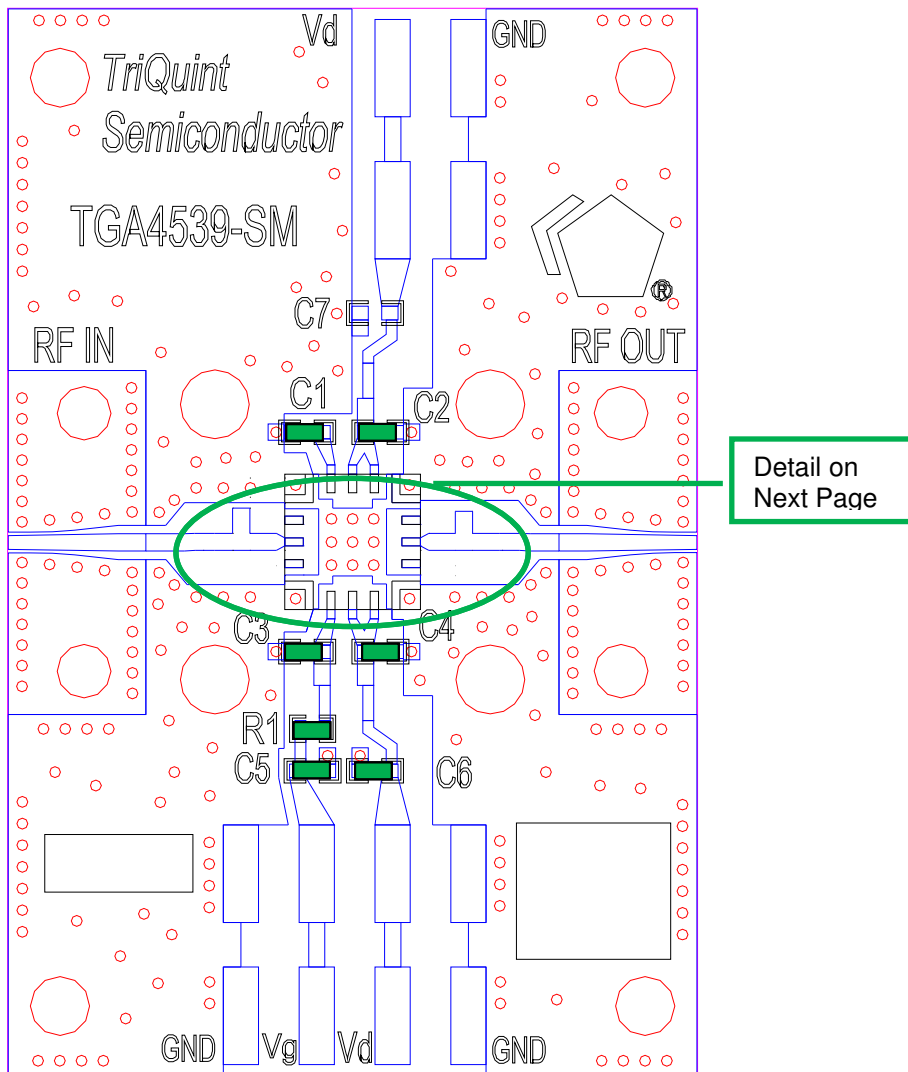 Vd
GND
TriQuint
Semiconductor
TGA4539-SM
®
C7
RF IN
RF OUT
C1
C2
Detail on
Next Page
C3
C4
R1
C5
C6
GND
Vg
Vd
GND